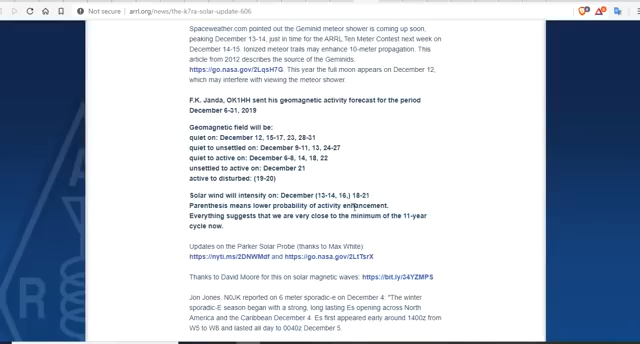 Not secure | arrl.org/news/the-k7ra-solar-update-606
Spaceweather.com pointed out the Geminid meteor shower is coming up soon,
peaking December 13-14, just in time for the ARRL Ten Meter Contest next week on
December 14-15. Ionized meteor trails may enhance 10-meter propagation. This
article from 2012 describes the source of the Geminids:
https://go.nasa.gov/2LqsH7G. This year the full moon appears on December 12,
which may interfere with viewing the meteor shower.
F.K. Janda, OK1HH sent his geomagnetic activity forecast for the period
December 6-31, 2019
Geomagnetic field will be:
quiet on: December 12, 15-17, 23, 28-31
quiet to unsettled on: December 9-11, 13, 24-27
quiet to active on: December 6-8, 14, 18, 22
unsettled to active on: December 21
active to disturbed: (19-20)
Solar wind will intensify on: December (13-14, 16,) 18-21
Parenthesis means lower probability of activity enhancement.
Everything suggests that we are very close to the minimum of the 11-year
cycle now.
Updates on the Parker Solar Probe (thanks to Max White)
https://nyti.ms/2DNWMdf and https://go.nasa.gov/2LtTsrX
Thanks to David Moore for this on solar magnetic waves: https://bit.ly/34YZMPS
Jon Jones, N0JK reported on 6 meter sporadic-e on December 4: "The winter
sporadic-E season began with a strong, long lasting Es opening across North
America and the Caribbean December 4. Es first appeared early around 1400z from
W5 to W8 and lasted all day to 0040z December 5.